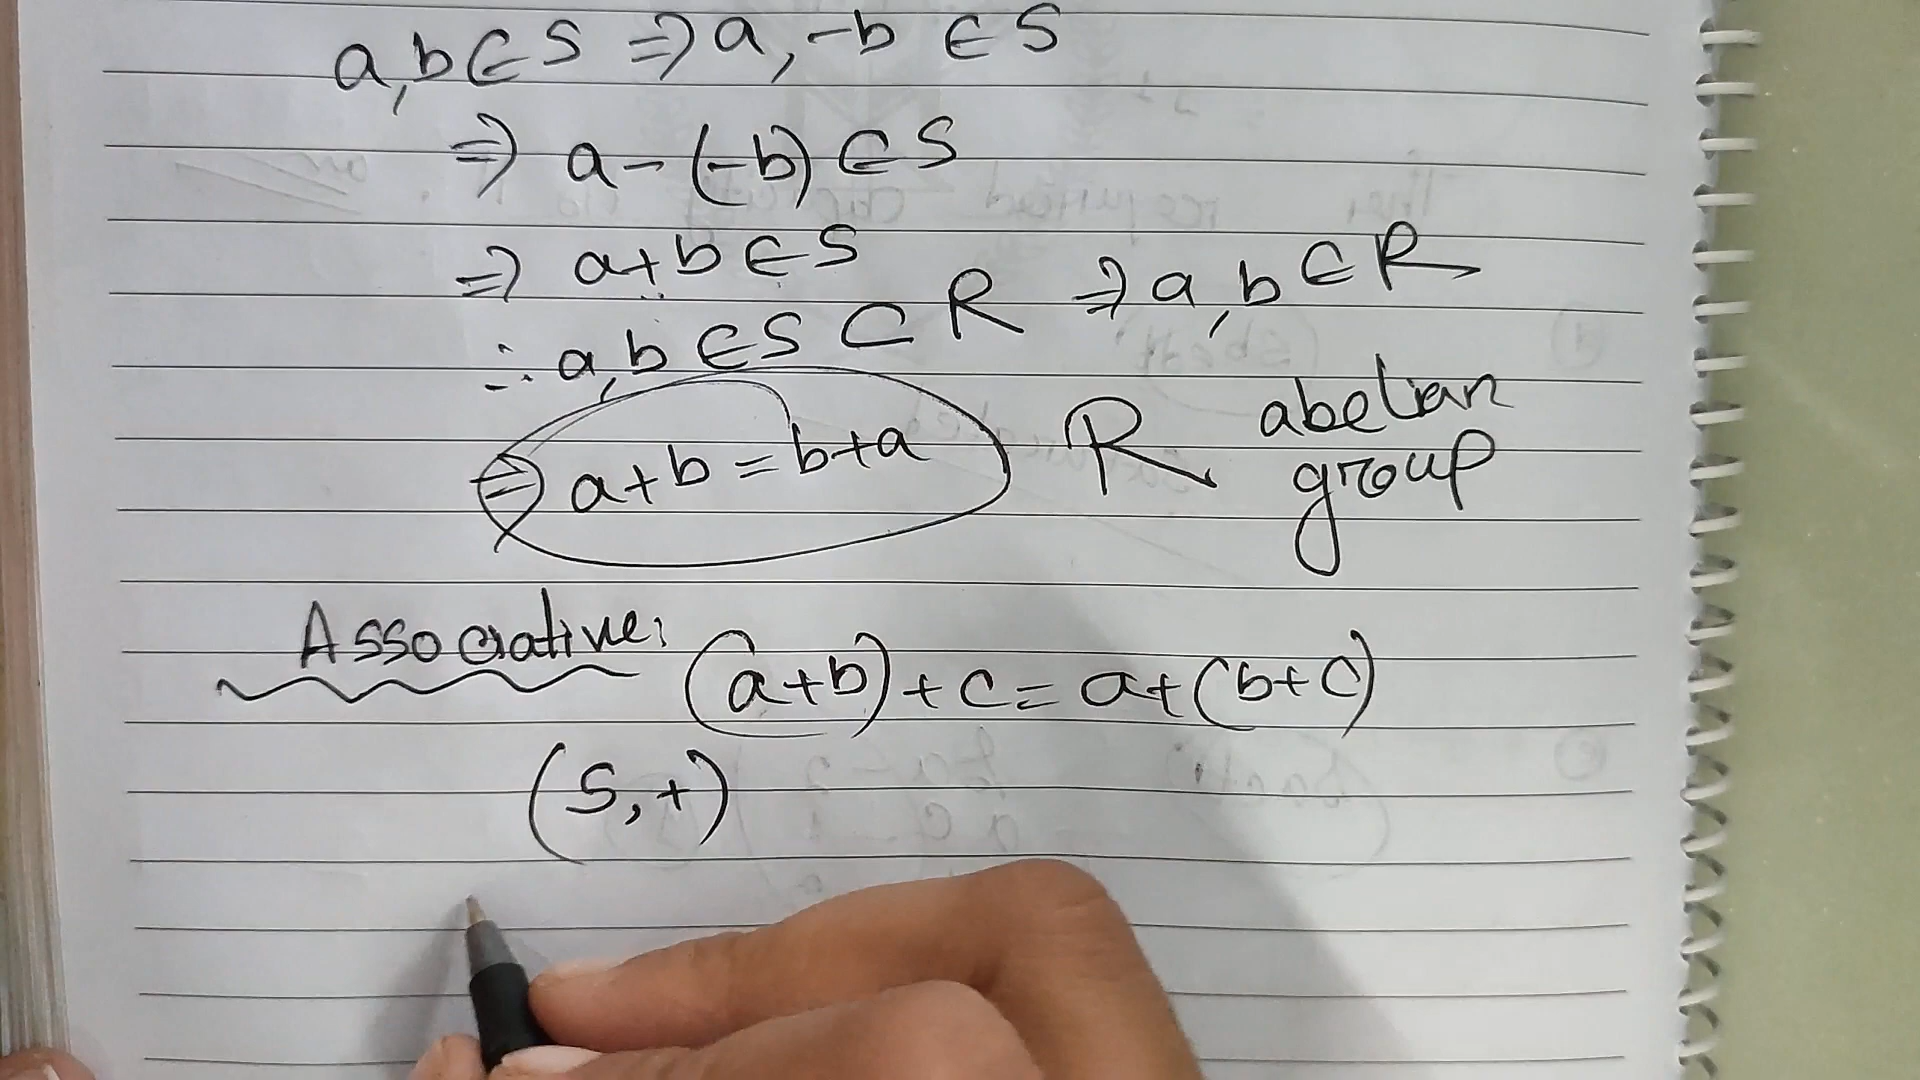 a, b ∈ S ⇒ a, -b ∈ S
⇒ a - (-b) ∈ S
⇒ a+b ∈ S
∴ a, b ∈ S ⊂ R ⇒ a, b ∈ R
⇒ a+b = b+a R abelian
group
Associative:
(a+b)+c = a+(b+c)
(S, +)